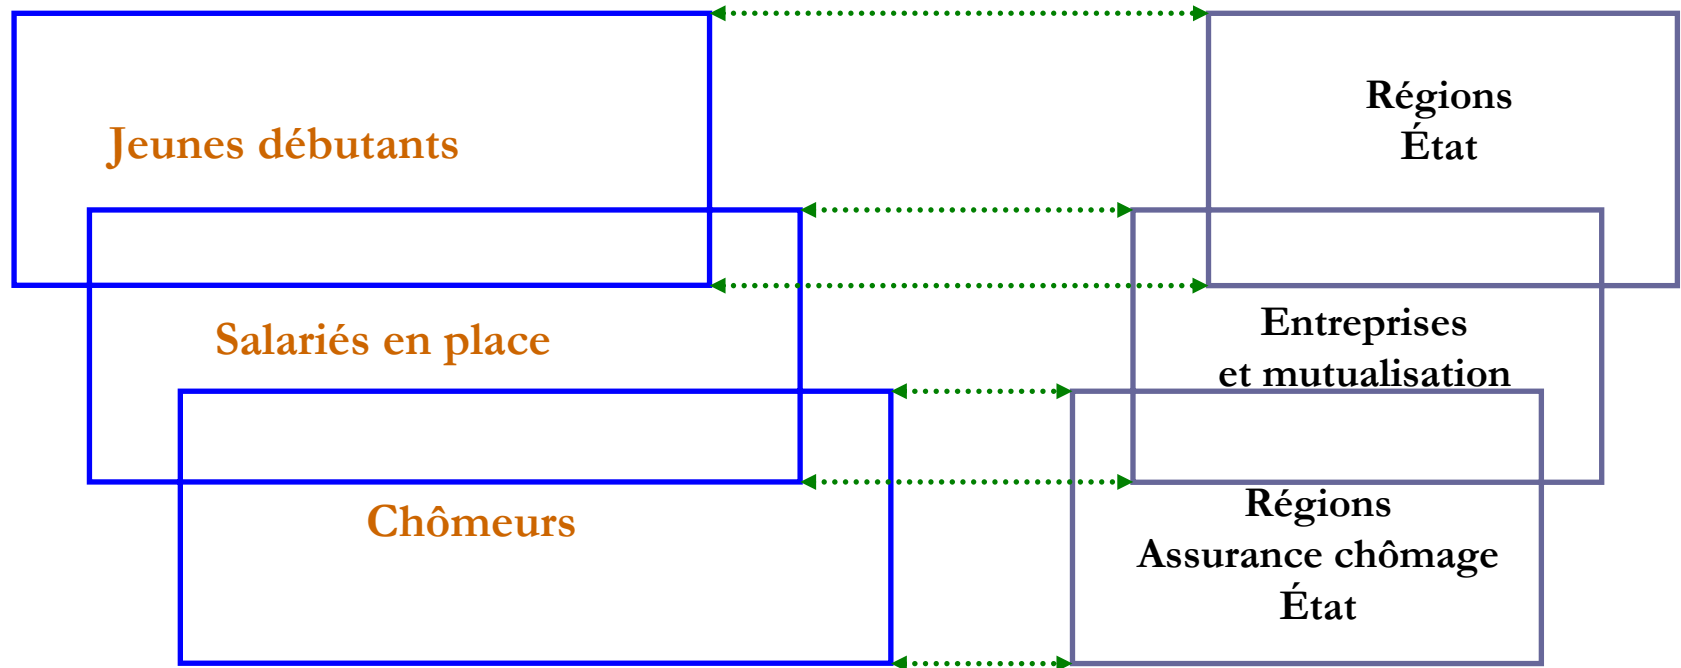 Jeunes débutants
Régions
État
Salariés en place
Entreprises
et mutualisation
Chômeurs
Régions
Assurance chômage
État